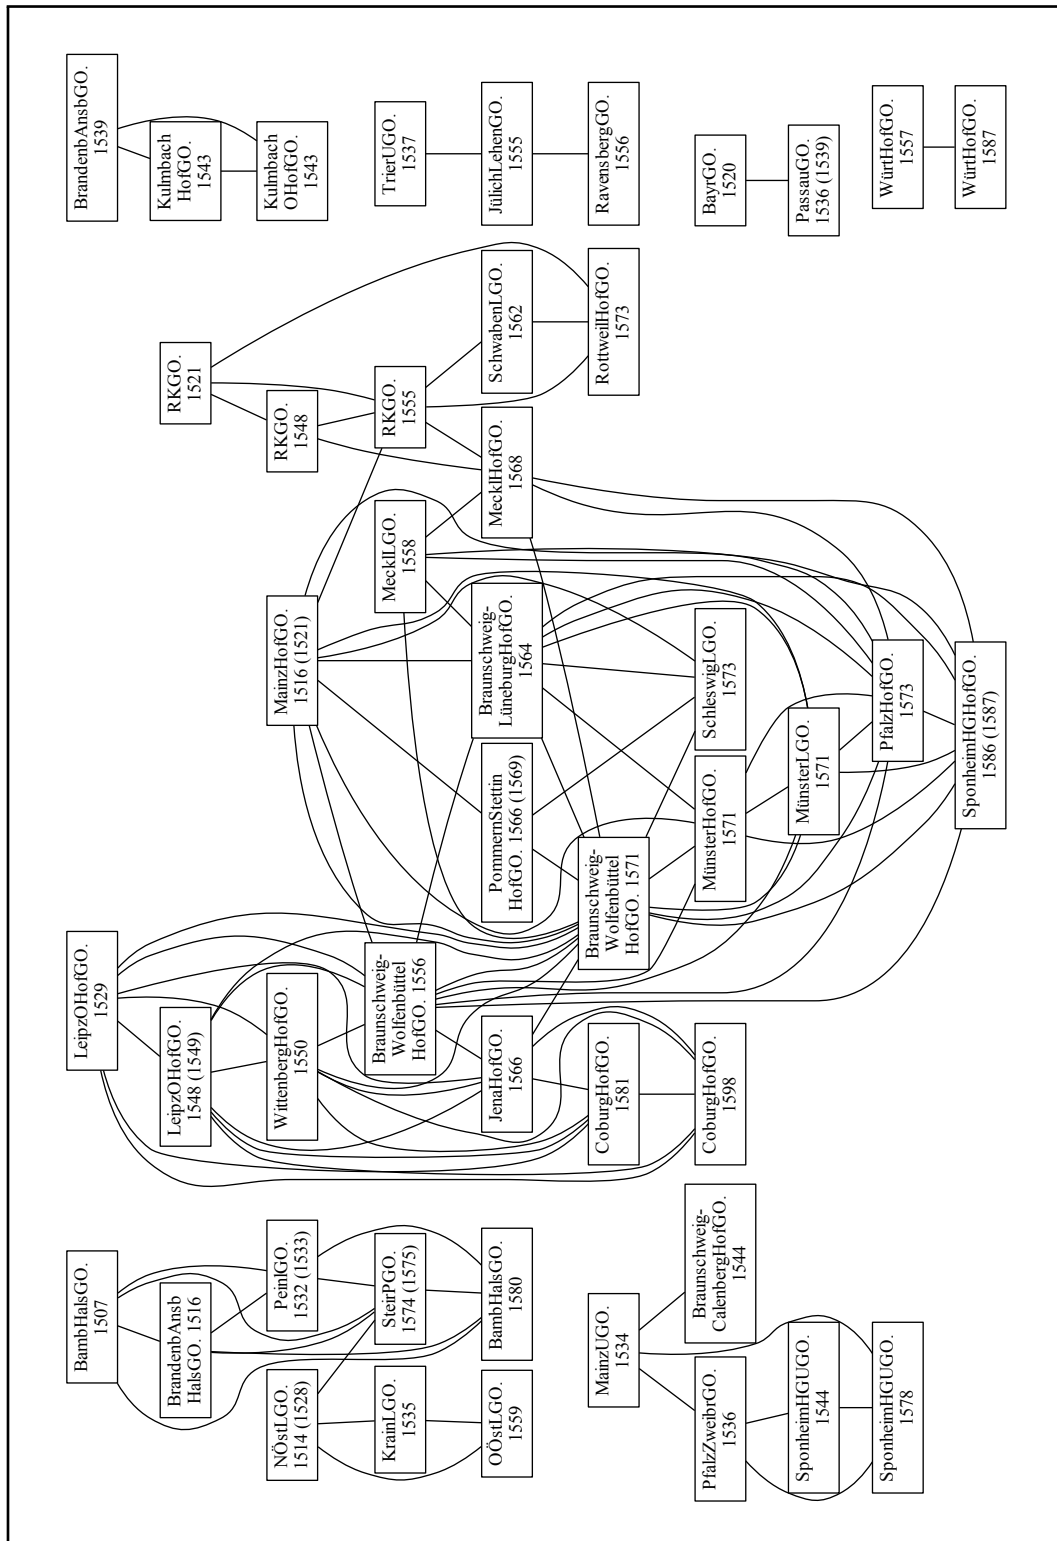 BambHalsGO.
1507
BrandenbAnsb
HalsGO. 1516
PeinlGO.
1532 (1533)
NÖstLGO.
1514 (1528)
SteirPGO.
1574 (1575)
KrainLGO.
1535
BambHalsGO.
1580
OÖstLGO.
1559
MainzUGO.
1534
Braunschweig-
CalenbergHofGO.
1544
PfalzZweibrGO.
1536
SponheimHGUGO.
1544
SponheimHGUGO.
1578
LeipzOHofGO.
1529
LeipzOHofGO.
1548 (1549)
WittenbergHofGO.
1550
Braunschweig-
Wolfenbüttel
HofGO. 1556
JenaHofGO.
1566
CoburgHofGO.
1581
CoburgHofGO.
1598
MainzHofGO.
1516 (1521)
MecklLGO.
1558
Braunschweig-
LüneburgHofGO.
1564
PommernStettin
HofGO. 1566 (1569)
MecklHofGO.
1568
Braunschweig-
Wolfenbüttel
HofGO. 1571
MünsterHofGO.
1571
SchleswigLGO.
1573
MünsterLGO.
1571
PfalzHofGO.
1573
SponheimHGHofGO.
1586 (1587)
RKGO.
1521
RKGO.
1548
RKGO.
1555
SchwabenLGO.
1562
RottweilHofGO.
1573
BrandenbAnsbGO.
1539
Kulmbach
HofGO.
1543
Kulmbach
OHofGO.
1543
TrierUGO.
1537
JülichLehenGO.
1555
RavensbergGO.
1556
BayrGO.
1520
PassauGO.
1536 (1539)
WürtHofGO.
1557
WürtHofGO.
1587